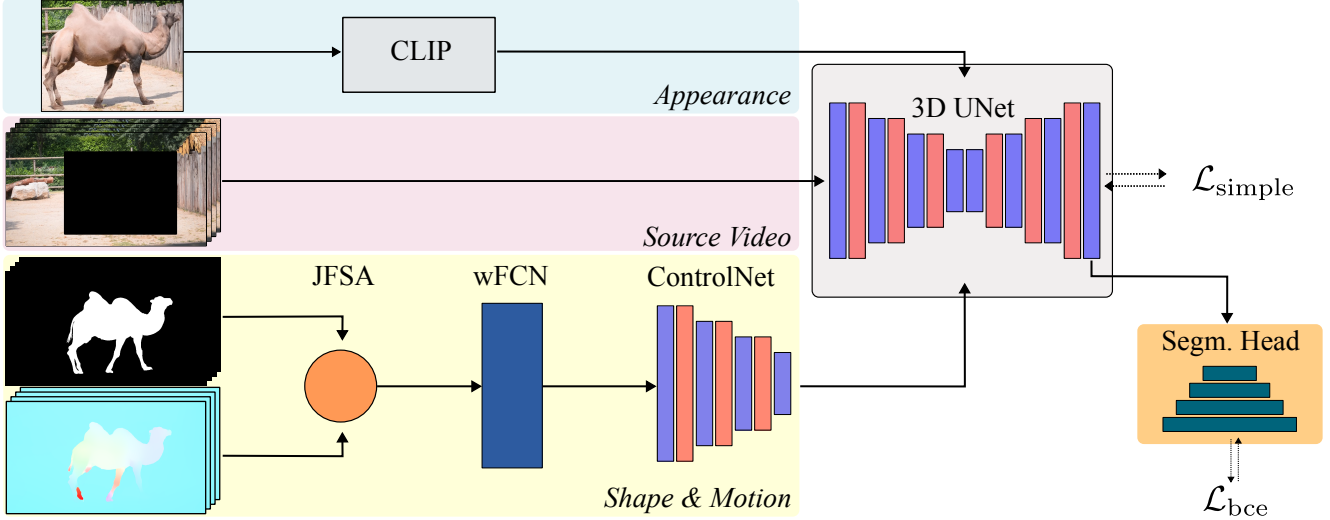 CLIP
Appearance
3D UNet
Source Video
ℒsimple
JFSA
wFCN
ControlNet
Shape & Motion
Segm. Head
ℒbce